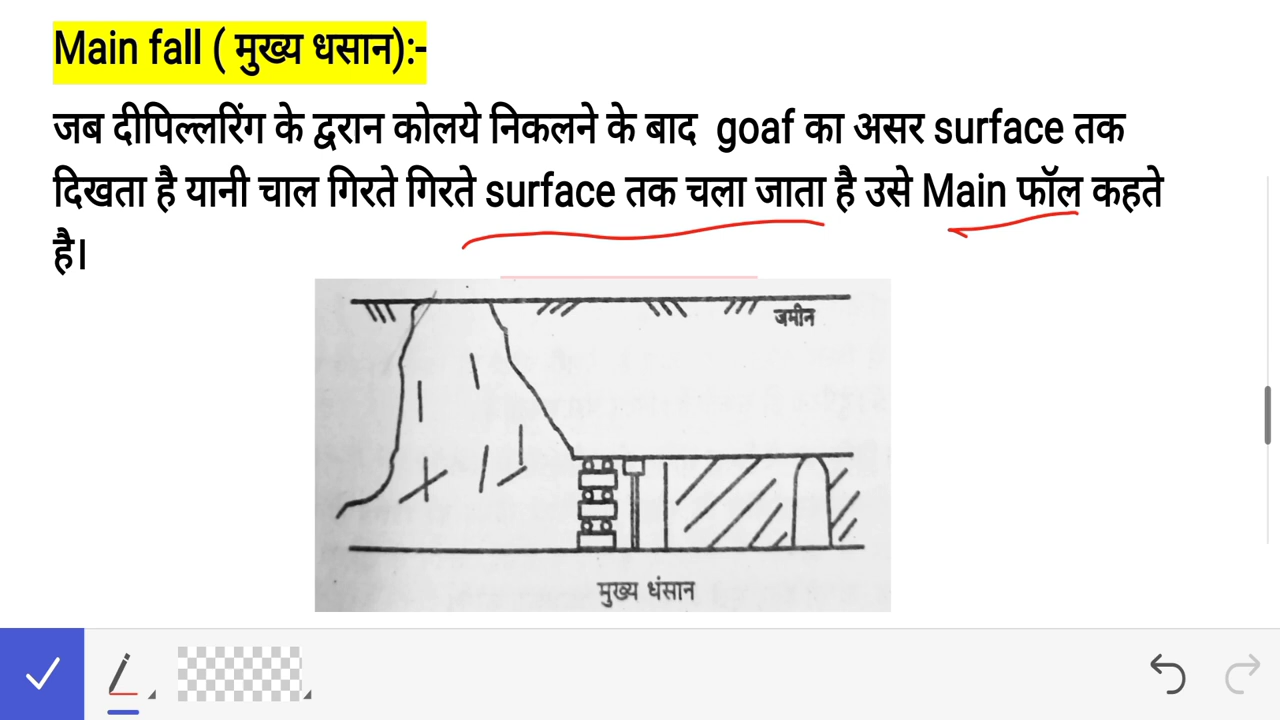 Main fall ( मुख्य धसान):-
जब दीपिल्लरिंग के द्वरान कोलये निकलने के बाद goaf का असर surface तक
दिखता है यानी चाल गिरते गिरते surface तक चला जाता है उसे Main फॉल कहते
है।
जमीन
मुख्य धंसान